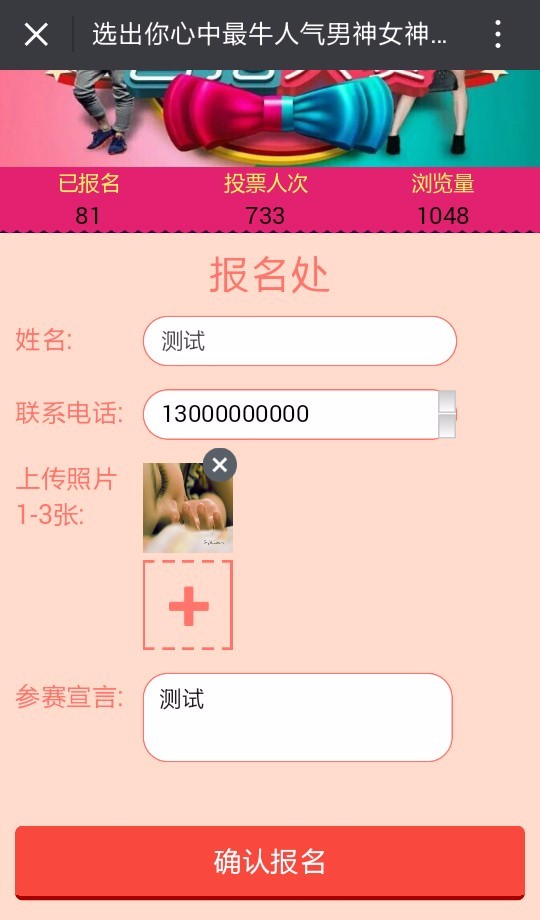 选出你心中最牛人气男神女神...
已报名
投票人次
浏览量
81
733
1048
报名处
姓名:
测试
联系电话:
13000000000
上传照片
1-3张:
参赛宣言:
测试
确认报名